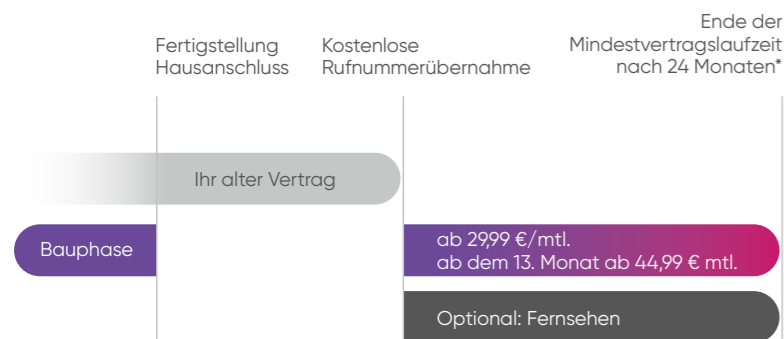 Fertigstellung
Hausanschluss
Kostenlose
Rufnummerübernahme
Ende der
Mindestvertragslaufzeit
nach 24 Monaten*
Ihr alter Vertrag
Bauphase
ab 29,99 €/mtl.
ab dem 13. Monat ab 44,99 € mtl.
Optional: Fernsehen